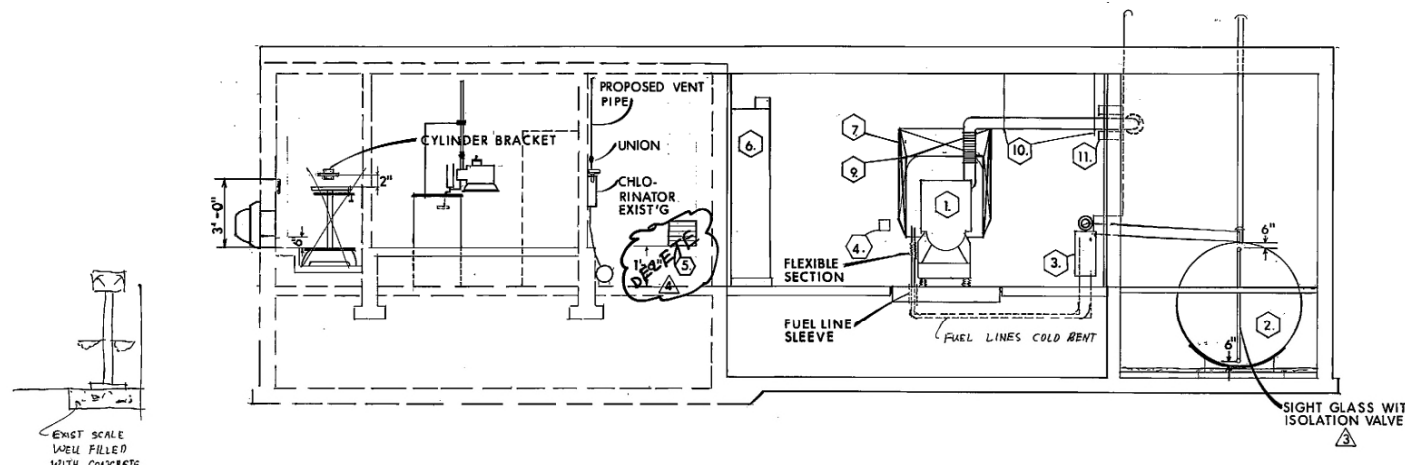 PROPOSED VENT
PIPE
CYLINDER BRACKET
UNION
2"
CHLO-
RINATOR
EXIST'G
3'-0"
6"
DELETE
5.
4
6.
7.
9.
1.
10.
11.
4.
3.
FLEXIBLE
SECTION
FUEL LINE
SLEEVE
FUEL LINES COLD BENT
6"
2.
6"
SIGHT GLASS WIT
ISOLATION VALVE
3
EXIST SCALE
WELL FILLED
WITH CONCRETE